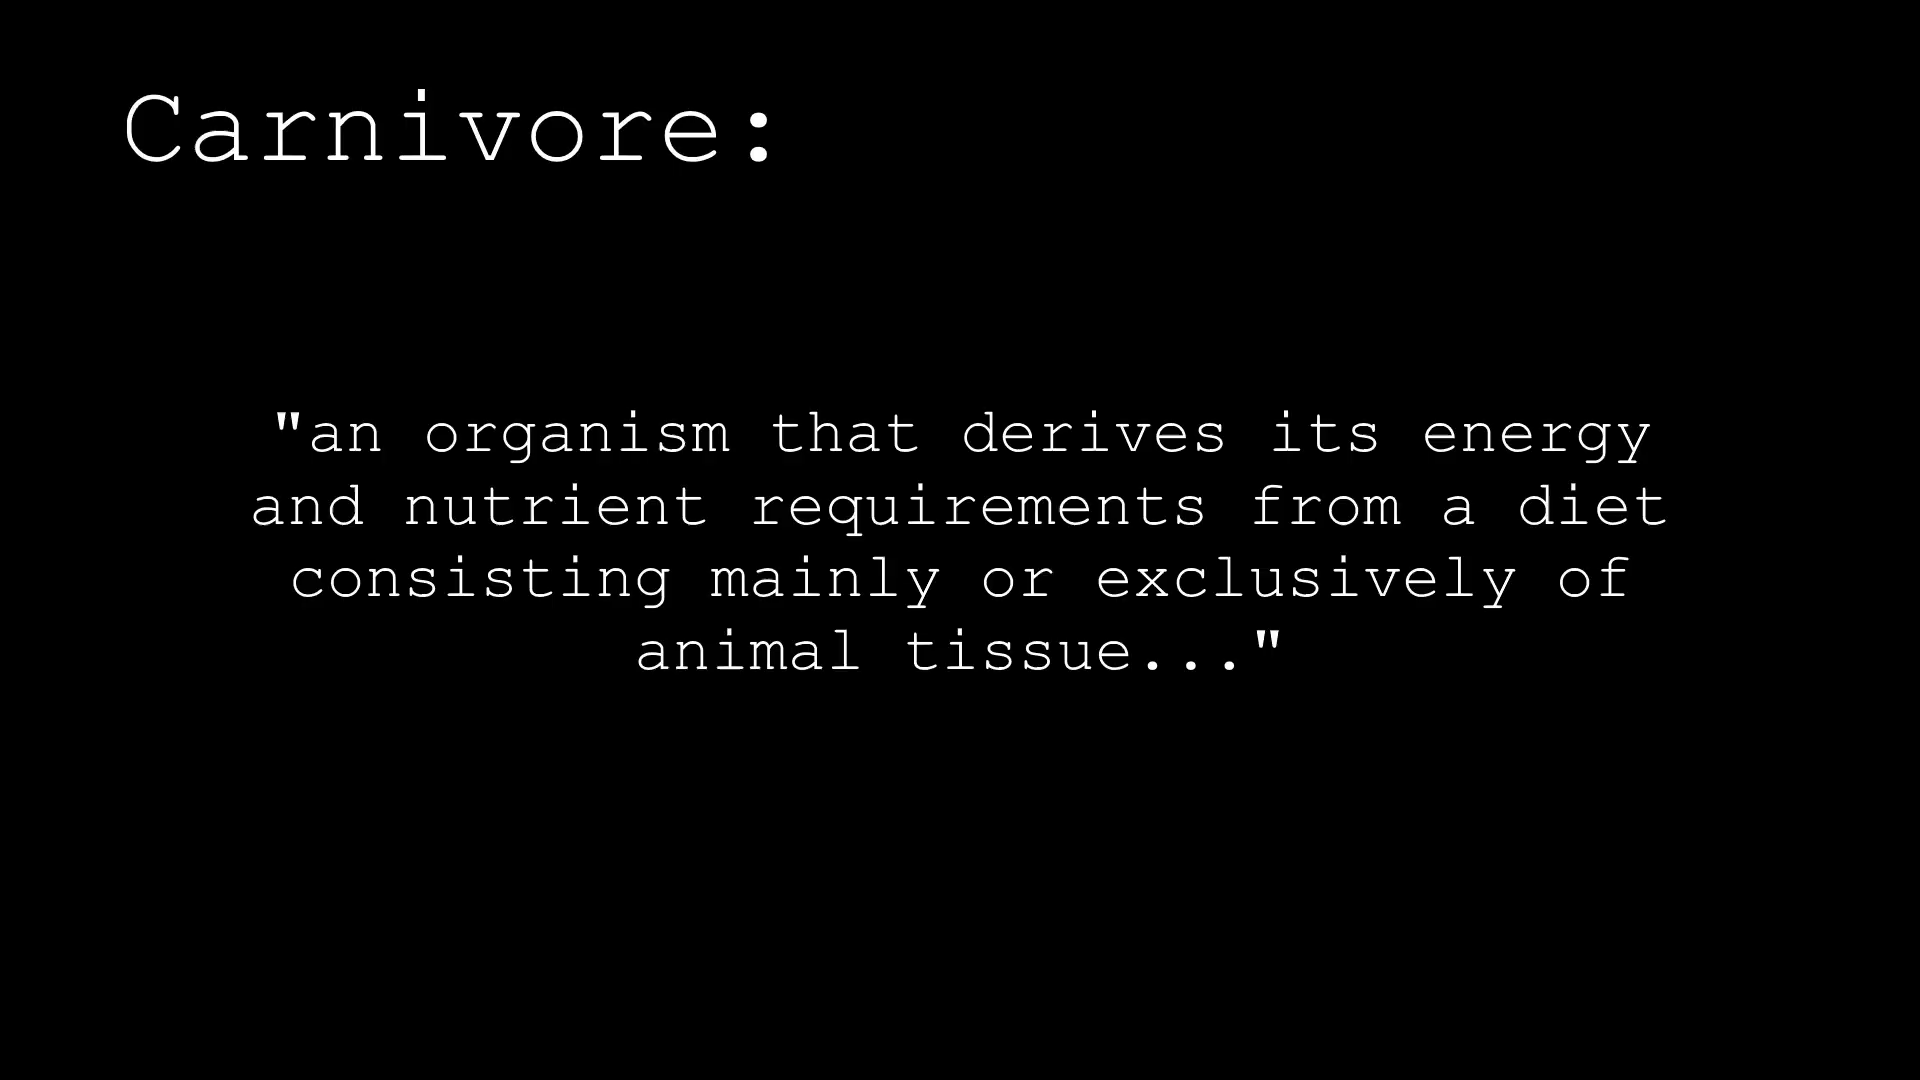 Carnivore:
"an organism that derives its energy
and nutrient requirements from a diet
consisting mainly or exclusively of
animal tissue..."